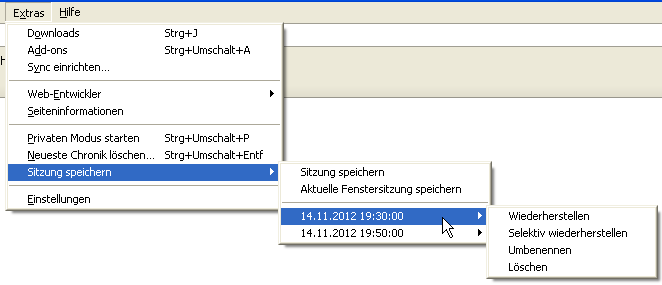 Extras Hilfe
Downloads Strg+J
Add-ons Strg+Umschalt+A
Sync einrichten...
Web-Entwickler
Seiteninformationen
Privaten Modus starten Strg+Umschalt+P
Neueste Chronik löschen... Strg+Umschalt+Entf
Sitzung speichern
Einstellungen
Sitzung speichern
Aktuelle Fenstersitzung speichern
14.11.2012 19:30:00
14.11.2012 19:50:00
Wiederherstellen
Selektiv wiederherstellen
Umbenennen
Löschen